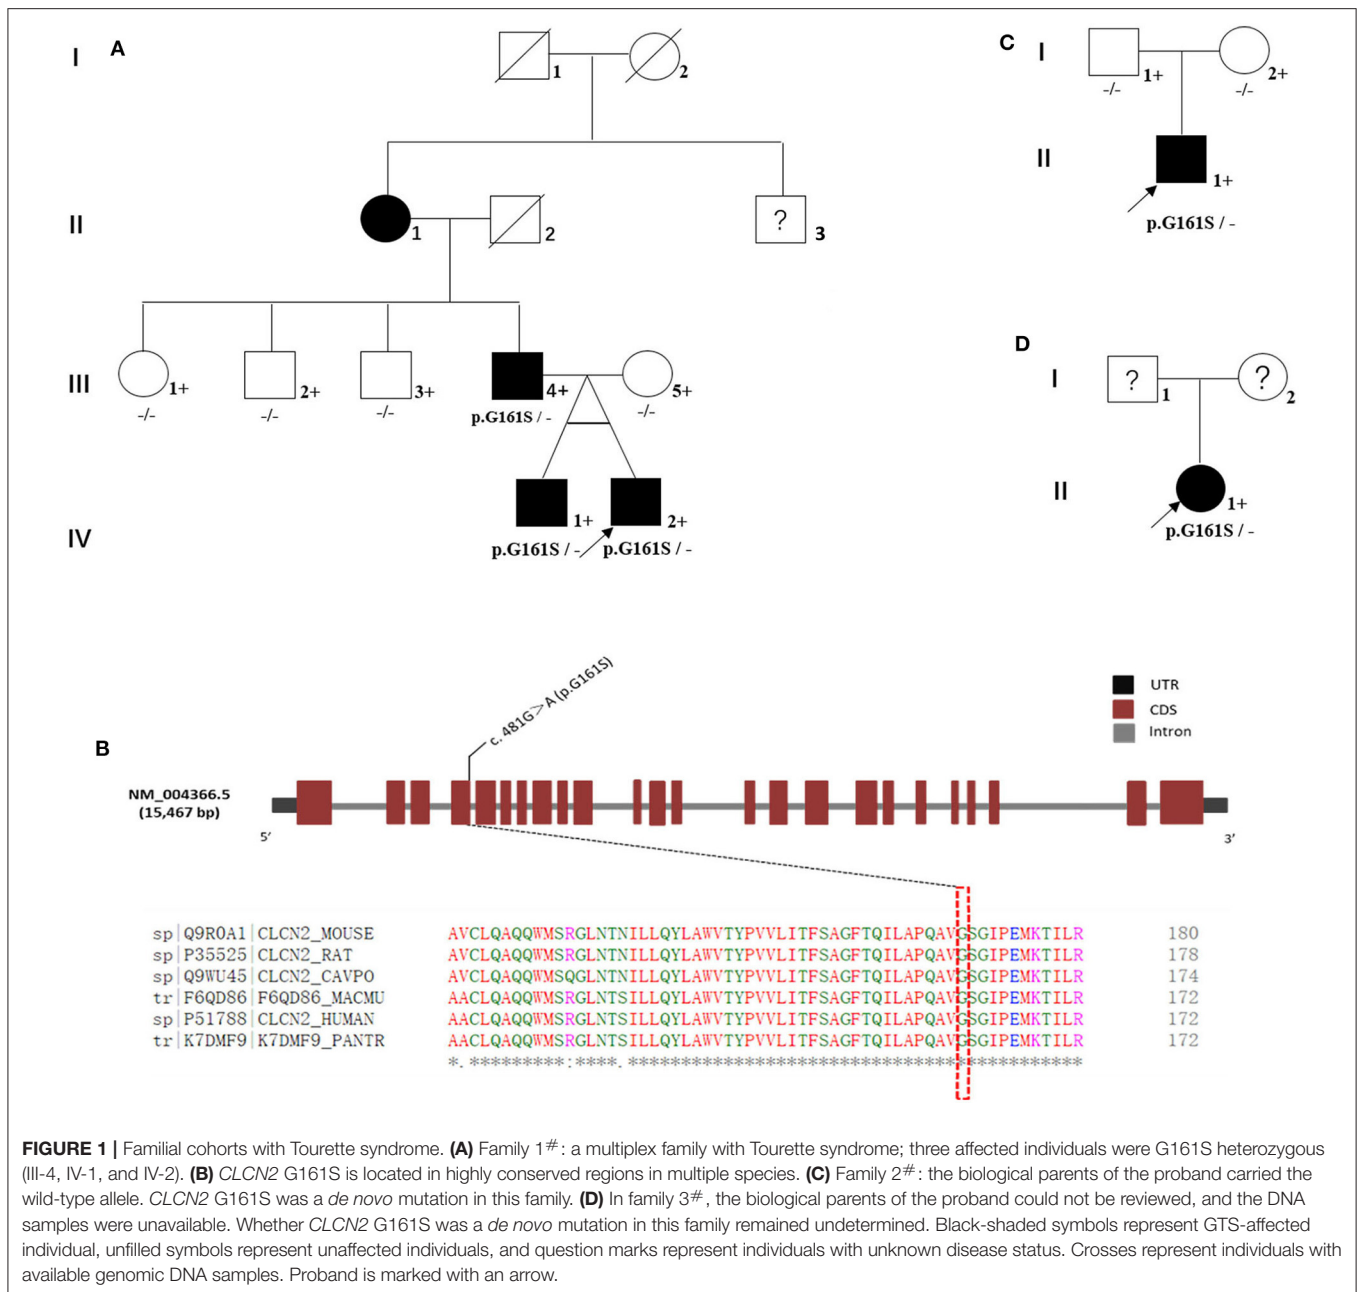 A
I
1
2
II
1
2
?
3
III
1+
-/-
2+
-/-
3+
-/-
4+
p.G161S / -
5+
-/-
IV
1+
p.G161S / -
2+
p.G161S / -
C
I
1+
-/-
2+
-/-
II
1+
p.G161S / -
D
I
?
1
?
2
II
1+
p.G161S / -
B
c. 481G>A (p.G161S)
UTR
CDS
Intron
NM_004366.5
(15,467 bp)
5′
3′
sp|Q9R0A1|CLCN2_MOUSE AVCLQAQQWMSRGLNTNILLQYLAWVTYPVVLITFSAGFTQILAPQAVGSGIPEMKTILR 180
sp|P35525|CLCN2_RAT AVCLQAQQWMSRGLNTNILLQYLAWVTYPVVLITFSAGFTQILAPQAVGSGIPEMKTILR 178
sp|Q9WU45|CLCN2_CAVPO AVCLQAQQWMSQGLNTNILLQYLAWVTYPVVLITFSAGFTQILAPQAVGSGIPEMKTILR 174
tr|F6QD86|F6QD86_MACMU AACLQAQQWMSRGLNTSILLQYLAWVTYPVVLITFSAGFTQILAPQAVGSGIPEMKTILR 172
sp|P51788|CLCN2_HUMAN AACLQAQQWMSRGLNTSILLQYLAWVTYPVVLITFSAGFTQILAPQAVGSGIPEMKTILR 172
tr|K7DMF9|K7DMF9_PANTR AACLQAQQWMSRGLNTSILLQYLAWVTYPVVLITFSAGFTQILAPQAVGSGIPEMKTILR 172
*.*********:****.*******************************************
FIGURE 1 | Familial cohorts with Tourette syndrome. (A) Family 1#: a multiplex family with Tourette syndrome; three affected individuals were G161S heterozygous
(III-4, IV-1, and IV-2). (B) CLCN2 G161S is located in highly conserved regions in multiple species. (C) Family 2#: the biological parents of the proband carried the
wild-type allele. CLCN2 G161S was a de novo mutation in this family. (D) In family 3#, the biological parents of the proband could not be reviewed, and the DNA
samples were unavailable. Whether CLCN2 G161S was a de novo mutation in this family remained undetermined. Black-shaded symbols represent GTS-affected
individual, unfilled symbols represent unaffected individuals, and question marks represent individuals with unknown disease status. Crosses represent individuals with
available genomic DNA samples. Proband is marked with an arrow.